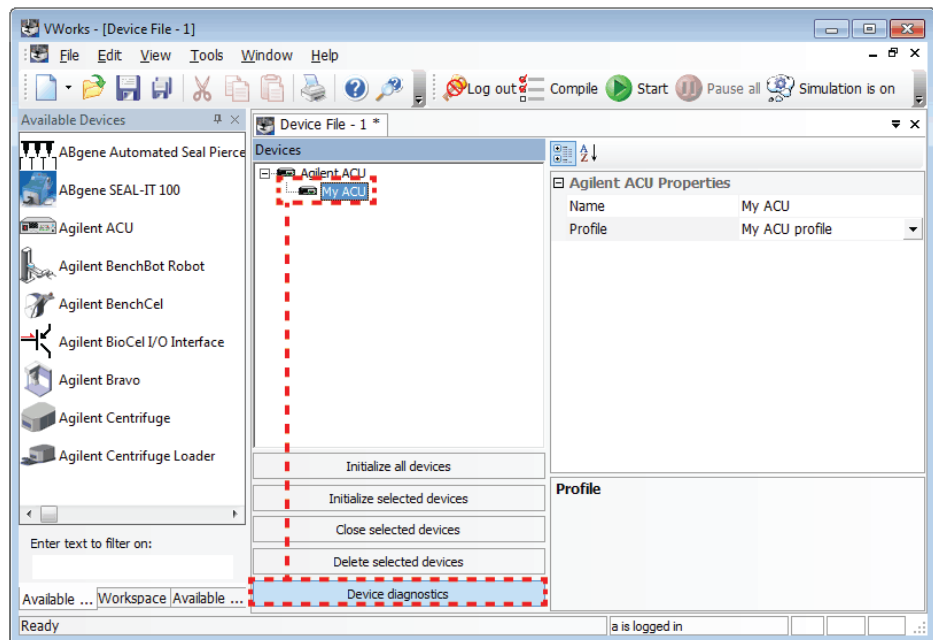 VWorks - [Device File - 1]
File Edit View Tools Window Help
Log out Compile Start Pause all Simulation is on
Available Devices
ABgene Automated Seal Pierce
ABgene SEAL-IT 100
Agilent ACU
Agilent BenchBot Robot
Agilent BenchCel
Agilent BioCel I/O Interface
Agilent Bravo
Agilent Centrifuge
Agilent Centrifuge Loader
Enter text to filter on:
Available ... Workspace Available ...
Device File - 1 *
Devices
Agilent ACU
My ACU
Initialize all devices
Initialize selected devices
Close selected devices
Delete selected devices
Device diagnostics
Agilent ACU Properties
Name My ACU
Profile My ACU profile
Profile
Ready a is logged in